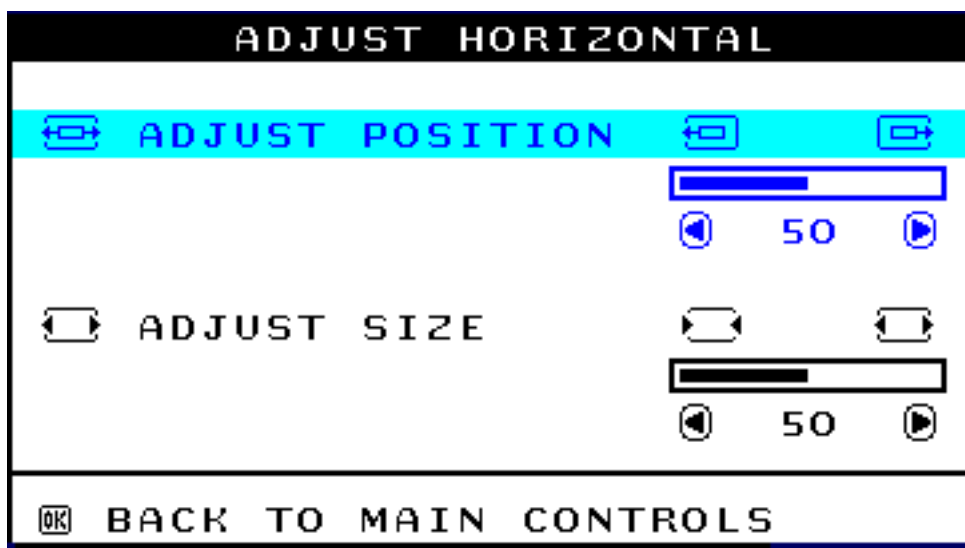 ADJUST HORIZONTAL
ADJUST POSITION
50
ADJUST SIZE
50
OK BACK TO MAIN CONTROLS